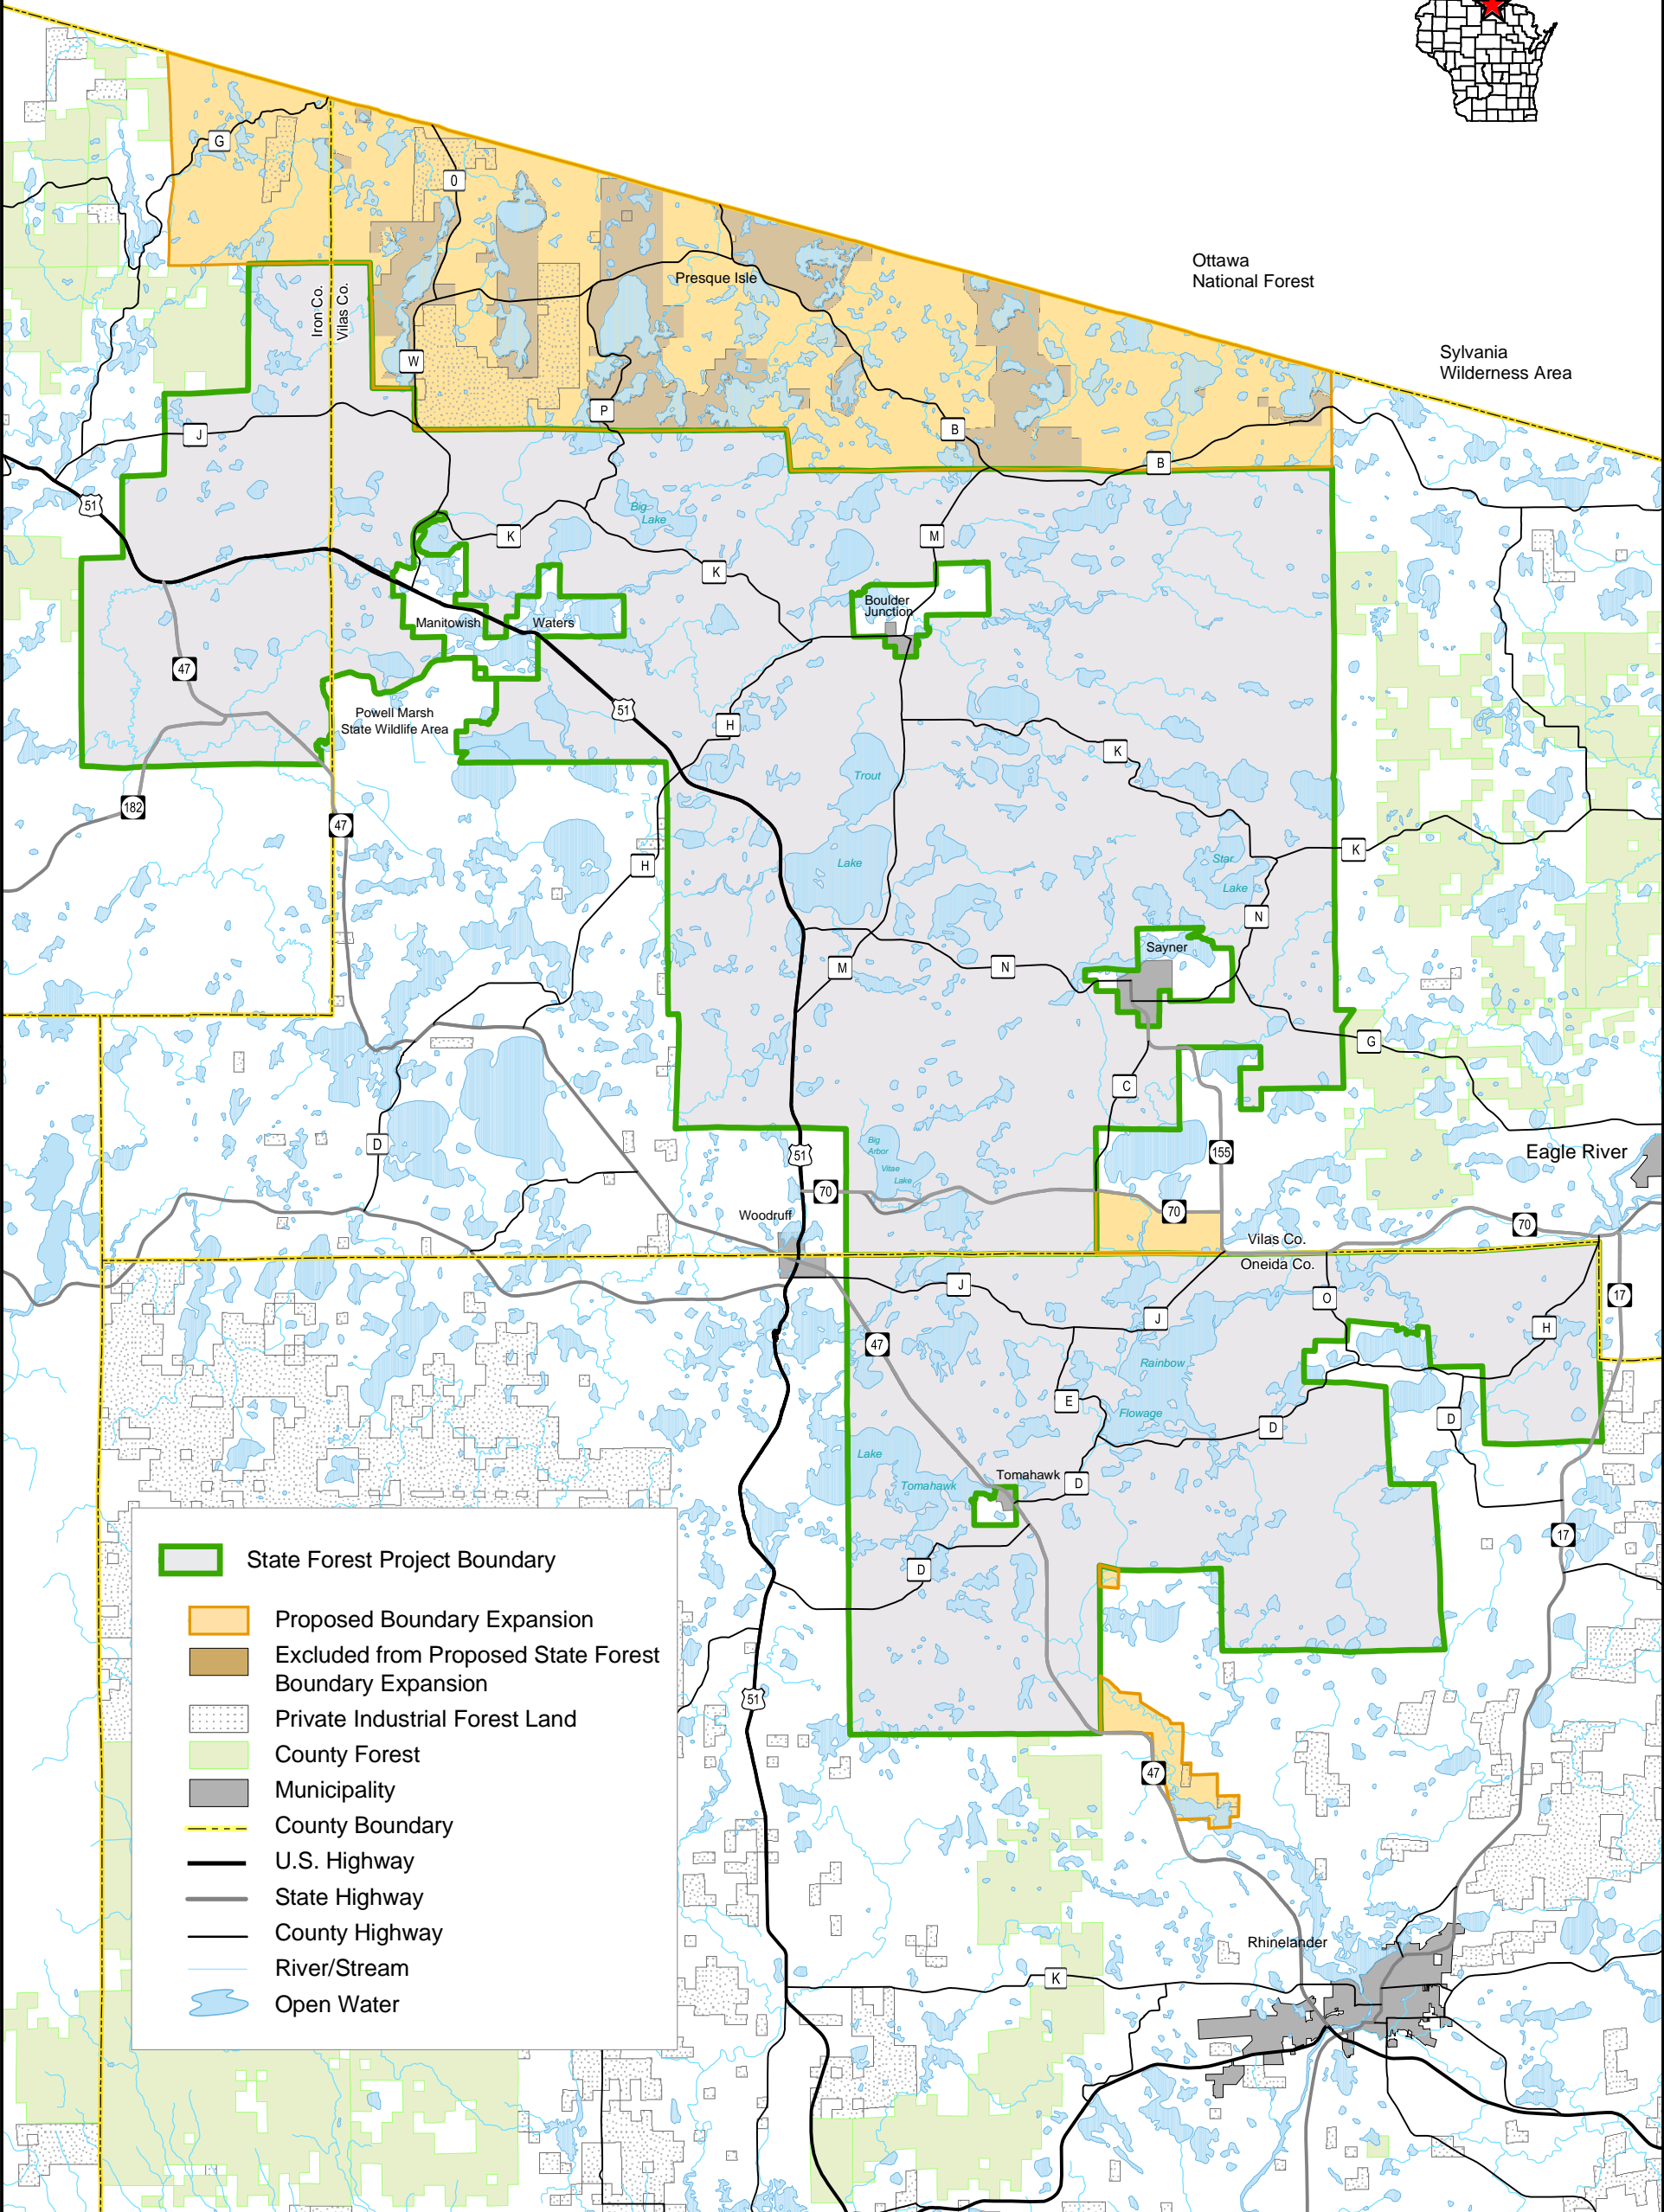 Ottawa
National Forest
Sylvania
Wilderness Area
G
O
Presque Isle
Iron Co.
Vilas Co.
W
P
B
B
J
51
Big
Lake
K
M
K
Boulder
Junction
Manitowish
Waters
47
Powell Marsh
State Wildlife Area
51
H
K
Trout
182
47
H
Lake
Star
Lake
K
N
Sayner
M
N
G
C
D
51
Big
Arbor
Vitae
Lake
155
Eagle River
70
Woodruff
70
70
Vilas Co.
Oneida Co.
J
O
17
J
H
47
Rainbow
E
Flowage
D
D
Lake
Tomahawk
Tomahawk
D
17
D
51
47
Rhinelander
K
State Forest Project Boundary
Proposed Boundary Expansion
Excluded from Proposed State Forest
Boundary Expansion
Private Industrial Forest Land
County Forest
Municipality
County Boundary
U.S. Highway
State Highway
County Highway
River/Stream
Open Water